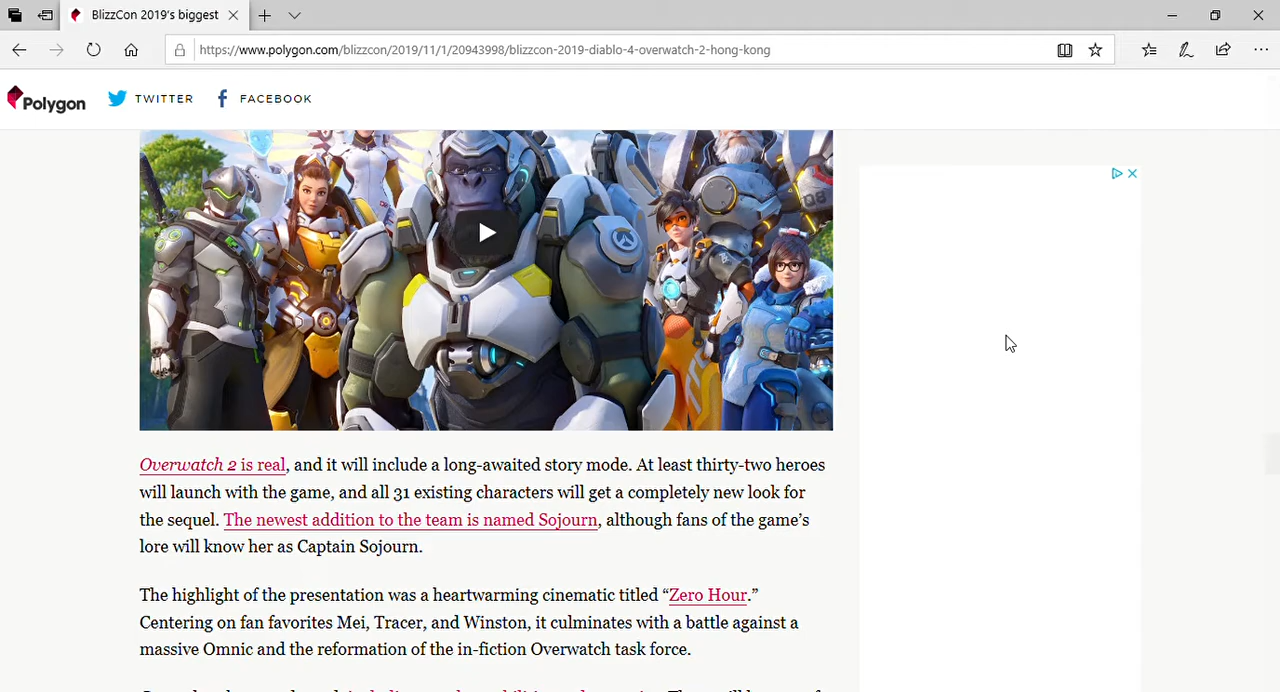 BlizzCon 2019's biggest
https://www.polygon.com/blizzcon/2019/11/1/20943998/blizzcon-2019-diablo-4-overwatch-2-hong-kong
Polygon TWITTER FACEBOOK
Overwatch 2 is real, and it will include a long-awaited story mode. At least thirty-two heroes
will launch with the game, and all 31 existing characters will get a completely new look for
the sequel. The newest addition to the team is named Sojourn, although fans of the game's
lore will know her as Captain Sojourn.
The highlight of the presentation was a heartwarming cinematic titled “Zero Hour.”
Centering on fan favorites Mei, Tracer, and Winston, it culminates with a battle against a
massive Omnic and the reformation of the in-fiction Overwatch task force.